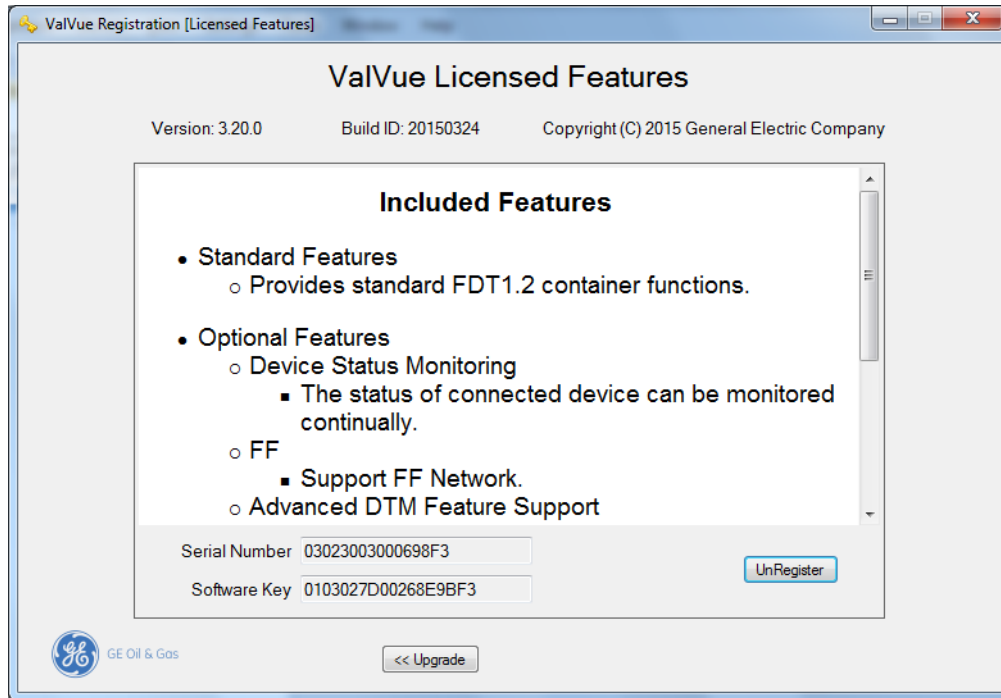 ValVue Registration [Licensed Features]
ValVue Licensed Features
Version: 3.20.0 Build ID: 20150324 Copyright (C) 2015 General Electric Company
Included Features
• Standard Features
○ Provides standard FDT1.2 container functions.
• Optional Features
○ Device Status Monitoring
▪ The status of connected device can be monitored
continually.
○ FF
▪ Support FF Network.
○ Advanced DTM Feature Support
Serial Number 03023003000698F3
UnRegister
Software Key 0103027D00268E9BF3
GE Oil & Gas
<< Upgrade